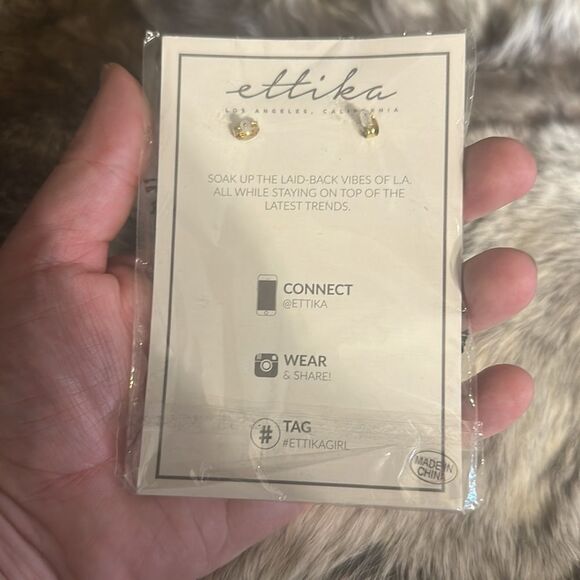 ettika
LOS ANGELES, CALIFORNIA
SOAK UP THE LAID-BACK VIBES OF L.A.
ALL WHILE STAYING ON TOP OF THE
LATEST TRENDS.
CONNECT
@ETTIKA
WEAR
& SHARE!
#
TAG
#ETTIKAGIRL
MADE IN
CHINA